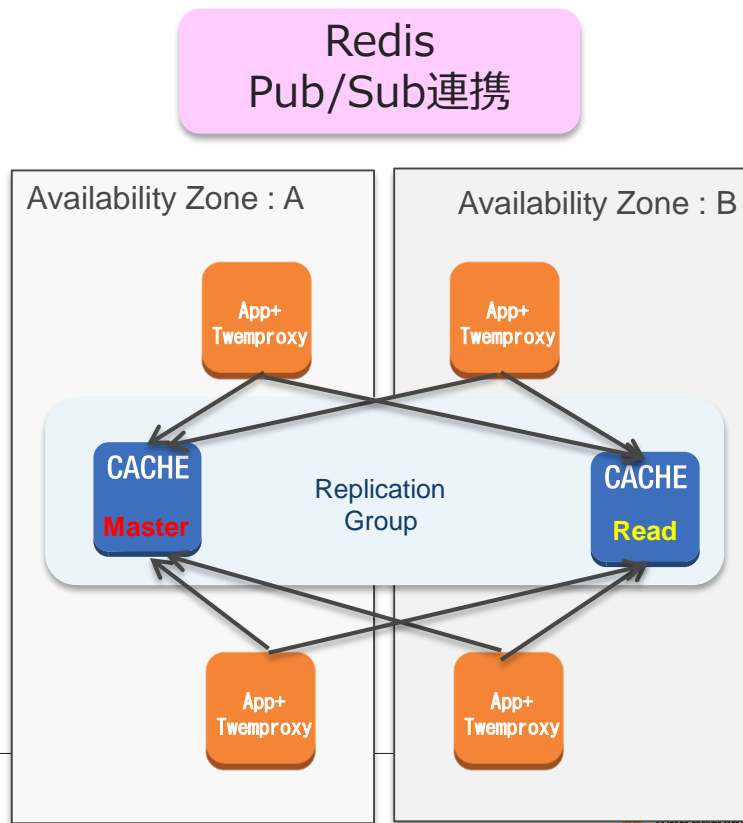 Redis
Pub/Sub連携
Availability Zone : A
Availability Zone : B
App+
Twemproxy
App+
Twemproxy
CACHE
Master
Replication
Group
CACHE
Read
App+
Twemproxy
App+
Twemproxy